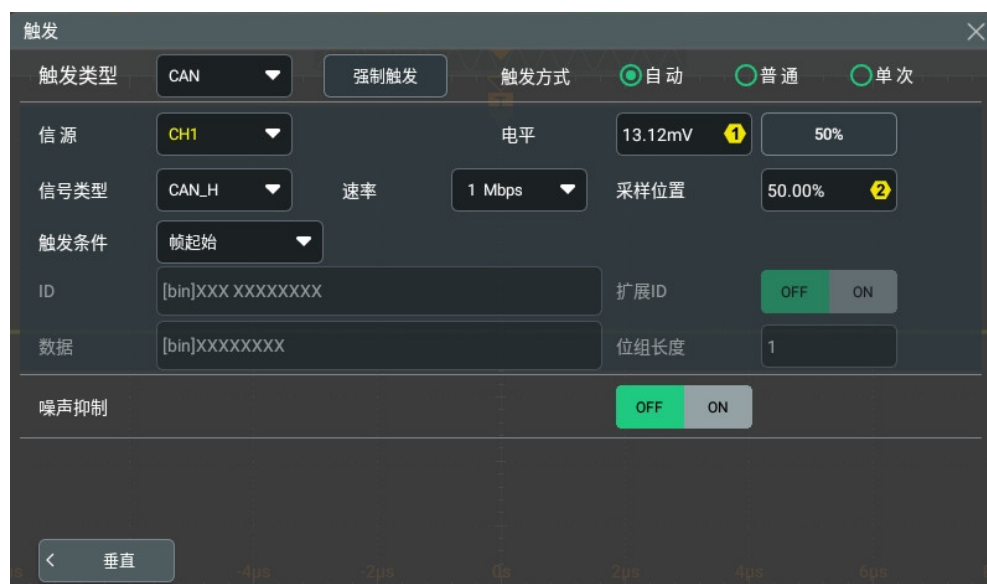 触发
触发类型 CAN 强制触发 触发方式 自动 普通 单次
信源 CH1 电平 13.12mV 1 50%
信号类型 CAN_H 速率 1 Mbps 采样位置 50.00% 2
触发条件 帧起始
ID [bin]XXX XXXXXXXX 扩展ID OFF ON
数据 [bin]XXXXXXXX 位组长度 1
噪声抑制 OFF ON
< 垂直
-4μs -2μs 0s 2μs 4μs 6μs